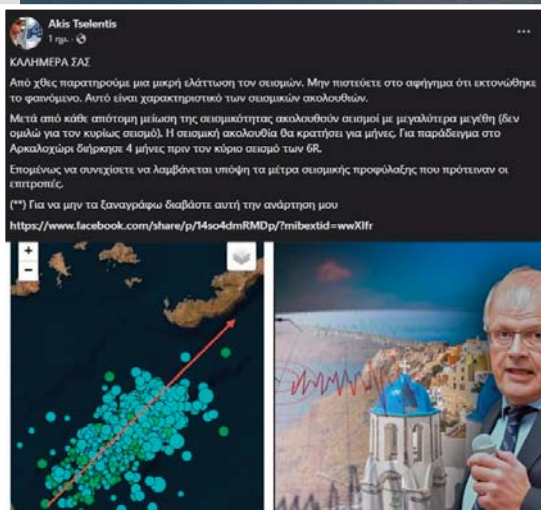 Akis Tselentis
1 ημ. ·
ΚΑΛΗΜΕΡΑ ΣΑΣ
Από χθες παρατηρούμε μια μικρή ελάττωση τον σεισμών. Μην πιστεύετε στο αφήγημα ότι εκτονώθηκε
το φαινόμενο. Αυτό είναι χαρακτηριστικό των σεισμικών ακολουθιών.
Μετά από κάθε απότομη μείωση της σεισμικότητας ακολουθούν σεισμοί με μεγαλύτερα μεγέθη (δεν
ομιλώ για τον κυρίως σεισμό). Η σεισμική ακολουθία θα κρατήσει για μήνες. Για παράδειγμα στο
Αρκαλοχώρι διήρκησε 4 μήνες πριν τον κύριο σεισμό των 6R.
Επομένως να συνεχίσετε να λαμβάνεται υπόψη τα μέτρα σεισμικής προφύλαξης που πρότειναν οι
επιτροπές.
(**) Για να μην τα ξαναγράφω διαβάστε αυτή την ανάρτηση μου
https://www.facebook.com/share/p/14so4dmRMDp/?mibextid=wwXIfr
+
−